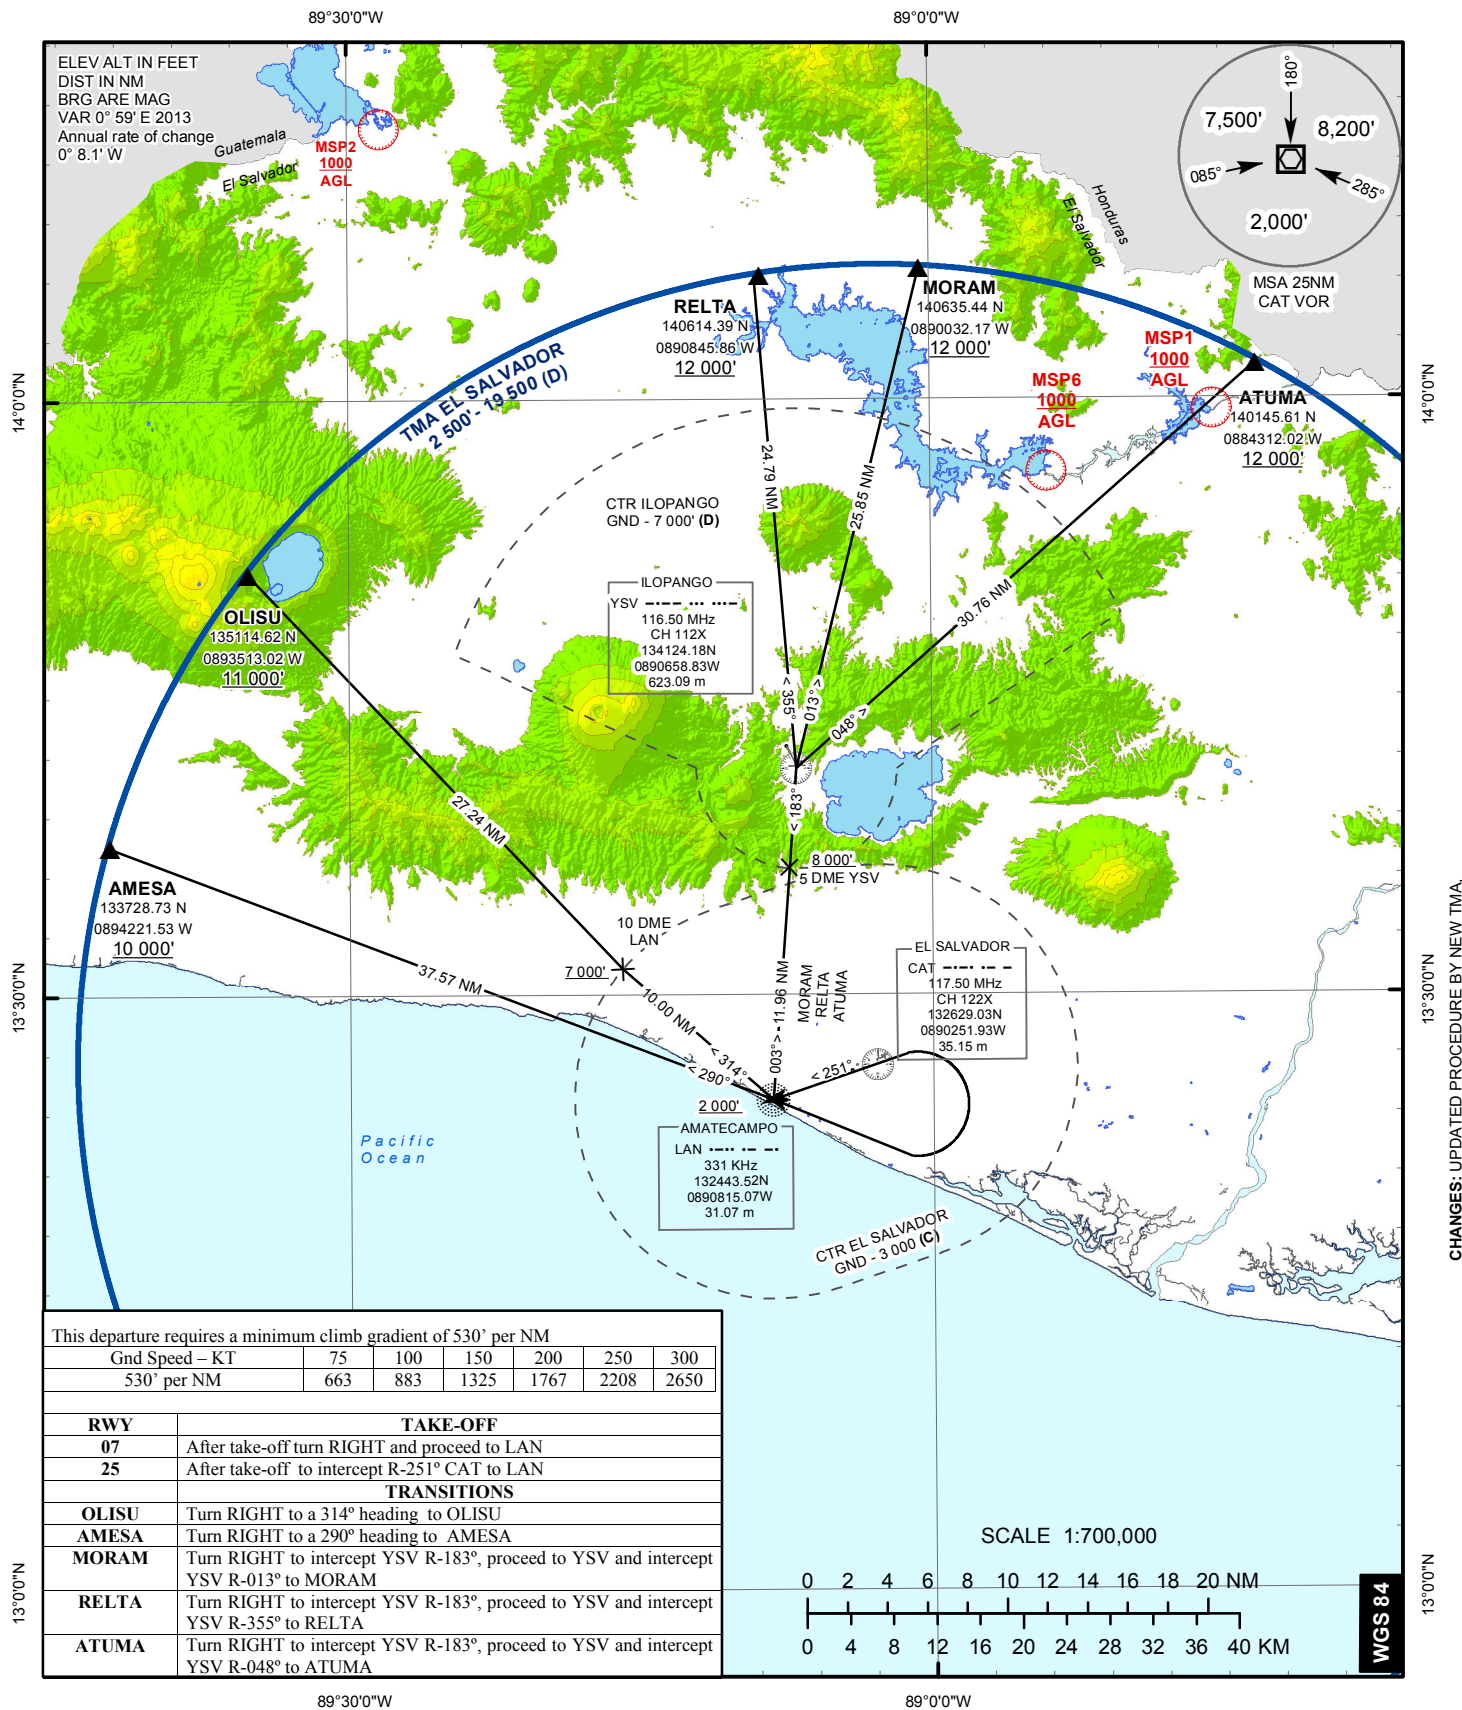 89°30'0"W
89°0'0"W
ELEV ALT IN FEET
DIST IN NM
BRG ARE MAG
VAR 0° 59' E 2013
Annual rate of change
0° 8.1' W
Guatemala
El Salvador
MSP2
1000
AGL
Honduras
El Salvador
180°
7,500'
8,200'
085°
285°
2,000'
MSA 25NM
CAT VOR
RELTA
140614.39 N
0890845.86 W
12 000'
MORAM
140635.44 N
0890032.17 W
12 000'
MSP1
1000
AGL
MSP6
1000
AGL
ATUMA
140145.61 N
0884312.02 W
12 000'
TMA EL SALVADOR
2 500' - 19 500 (D)
14°0'0"N
14°0'0"N
24.79 NM
25.85 NM
30.76 NM
CTR ILOPANGO
GND - 7 000' (D)
ILOPANGO
YSV
116.50 MHz
CH 112X
134124.18N
0890658.83W
623.09 m
OLISU
135114.62 N
0893513.02 W
11 000'
< 355°
013° >
048° >
< 183°
27.24 NM
8 000'
5 DME YSV
AMESA
133728.73 N
0894221.53 W
10 000'
10 DME
LAN
7 000'
37.57 NM
10.00 NM
11.96 NM
MORAM
RELTA
ATUMA
EL SALVADOR
CAT
117.50 MHz
CH 122X
132629.03N
0890251.93W
35.15 m
13°30'0"N
13°30'0"N
< 314°
< 290°
003° >
< 251°
2 000'
AMATECAMPO
LAN
331 KHz
132443.52N
0890815.07W
31.07 m
Pacific
Ocean
CTR EL SALVADOR
GND - 3 000 (C)
CHANGES: UPDATED PROCEDURE BY NEW TMA.
This departure requires a minimum climb gradient of 530' per NM
Gnd Speed – KT 75 100 150 200 250 300
530' per NM 663 883 1325 1767 2208 2650
RWY TAKE-OFF
07 After take-off turn RIGHT and proceed to LAN
25 After take-off to intercept R-251º CAT to LAN
TRANSITIONS
OLISU Turn RIGHT to a 314º heading to OLISU
AMESA Turn RIGHT to a 290º heading to AMESA
MORAM Turn RIGHT to intercept YSV R-183º, proceed to YSV and intercept
YSV R-013º to MORAM
RELTA Turn RIGHT to intercept YSV R-183º, proceed to YSV and intercept
YSV R-355º to RELTA
ATUMA Turn RIGHT to intercept YSV R-183º, proceed to YSV and intercept
YSV R-048º to ATUMA
SCALE 1:700,000
0 2 4 6 8 10 12 14 16 18 20 NM
0 4 8 12 16 20 24 28 32 36 40 KM
13°0'0"N
13°0'0"N
WGS 84
89°30'0"W
89°0'0"W